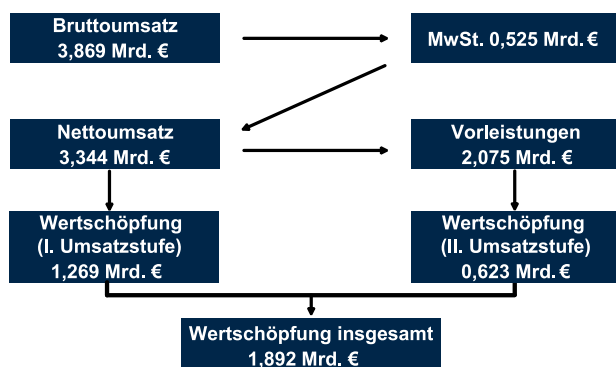 Bruttoumsatz
3,869 Mrd. €
MwSt. 0,525 Mrd. €
Nettoumsatz
3,344 Mrd. €
Vorleistungen
2,075 Mrd. €
Wertschöpfung
(I. Umsatzstufe)
1,269 Mrd. €
Wertschöpfung
(II. Umsatzstufe)
0,623 Mrd. €
Wertschöpfung insgesamt
1,892 Mrd. €